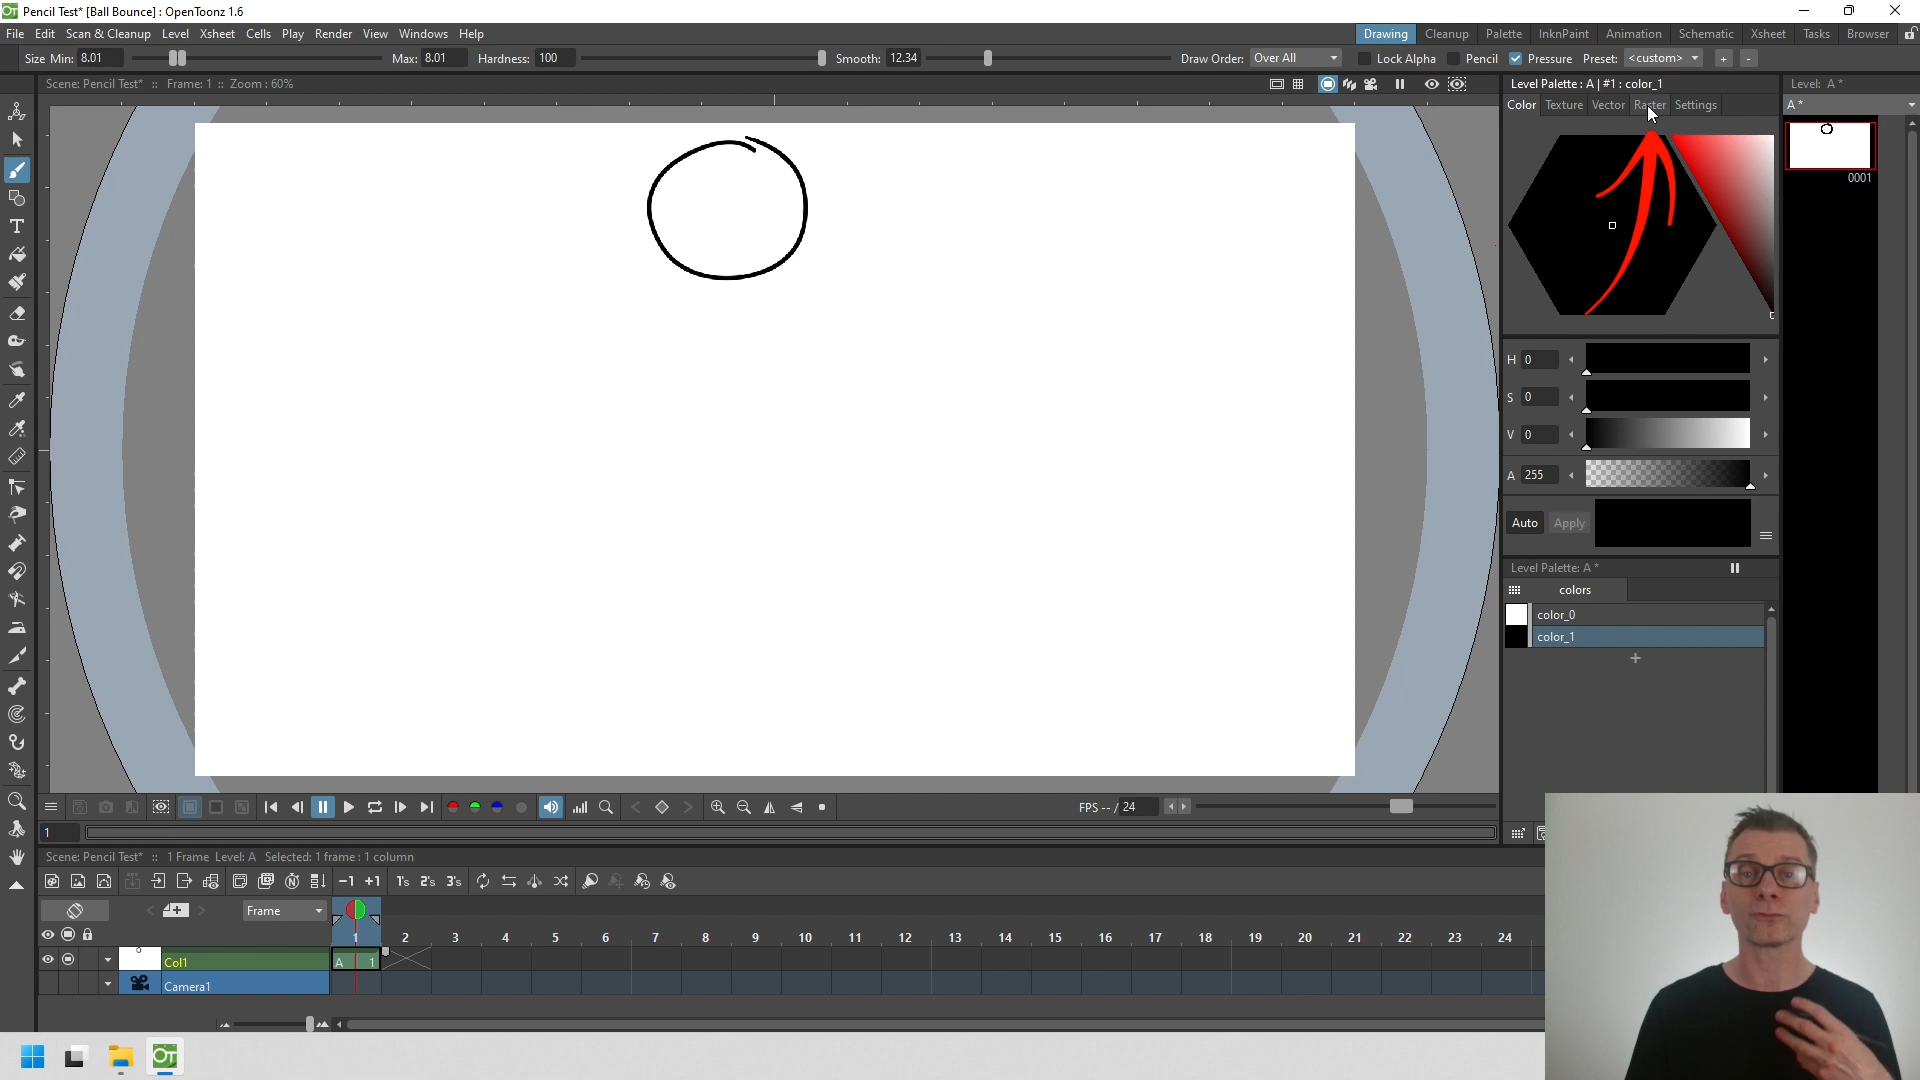 Pencil Test* [Ball Bounce] : OpenToonz 1.6
File Edit Scan & Cleanup Level Xsheet Cells Play Render View Windows Help
Drawing Cleanup Palette InknPaint Animation Schematic Xsheet Tasks Browser
Size Min: 8.01 Max: 8.01 Hardness: 100 Smooth: 12.34 Draw Order: Over All Lock Alpha Pencil Pressure Preset: <custom> + -
Scene: Pencil Test* :: Frame: 1 :: Zoom: 60%
Level Palette : A | #1 : color_1
Level: A *
Color Texture Vector Raster Settings
A *
0001
H 0
S 0
V 0
A 255
Auto Apply
Level Palette: A *
colors
color_0
color_1
+
FPS -- / 24
1
Scene: Pencil Test* :: 1 Frame Level: A Selected: 1 frame : 1 column
-1 +1 1's 2's 3's
Frame
1 2 3 4 5 6 7 8 9 10 11 12 13 14 15 16 17 18 19 20 21 22 23 24
Col1 A 1
Camera1
OT